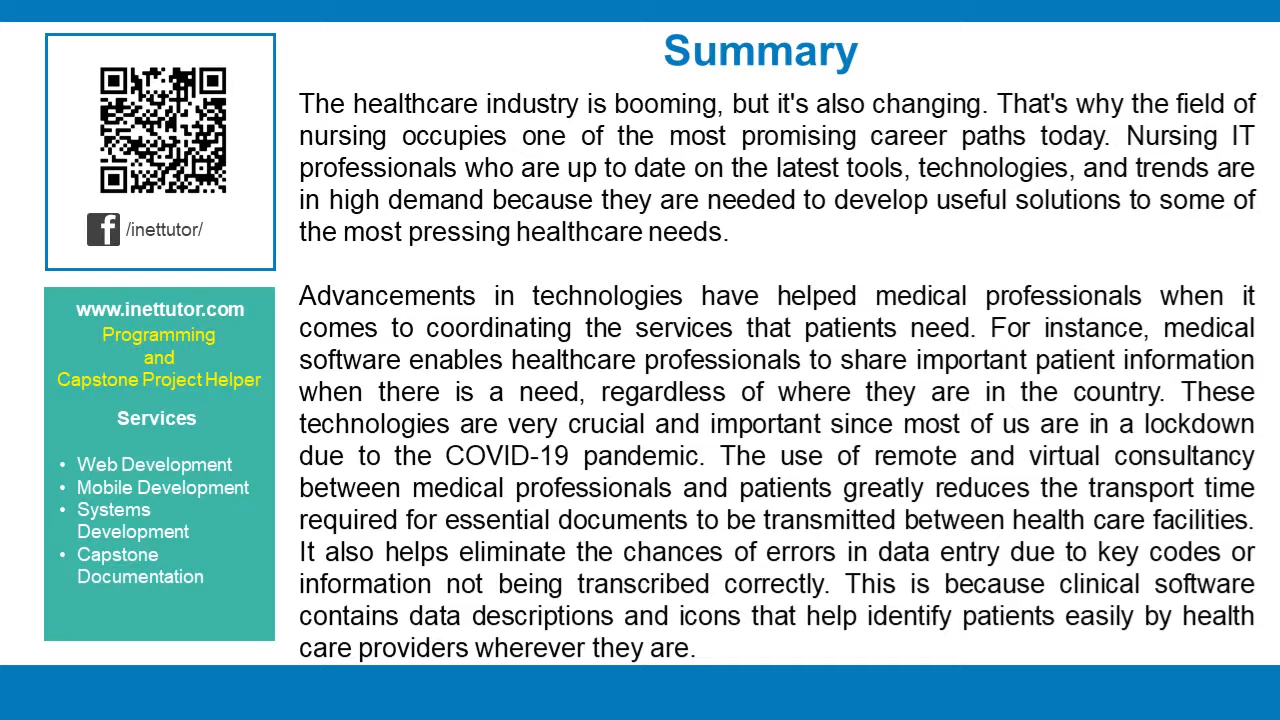 Summary
The healthcare industry is booming, but it's also changing. That's why the field of
nursing occupies one of the most promising career paths today. Nursing IT
professionals who are up to date on the latest tools, technologies, and trends are
in high demand because they are needed to develop useful solutions to some of
the most pressing healthcare needs.
Advancements in technologies have helped medical professionals when it
comes to coordinating the services that patients need. For instance, medical
software enables healthcare professionals to share important patient information
when there is a need, regardless of where they are in the country. These
technologies are very crucial and important since most of us are in a lockdown
due to the COVID-19 pandemic. The use of remote and virtual consultancy
between medical professionals and patients greatly reduces the transport time
required for essential documents to be transmitted between health care facilities.
It also helps eliminate the chances of errors in data entry due to key codes or
information not being transcribed correctly. This is because clinical software
contains data descriptions and icons that help identify patients easily by health
care providers wherever they are.
f /inettutor/
www.inettutor.com
Programming
and
Capstone Project Helper
Services
• Web Development
• Mobile Development
• Systems
Development
• Capstone
Documentation